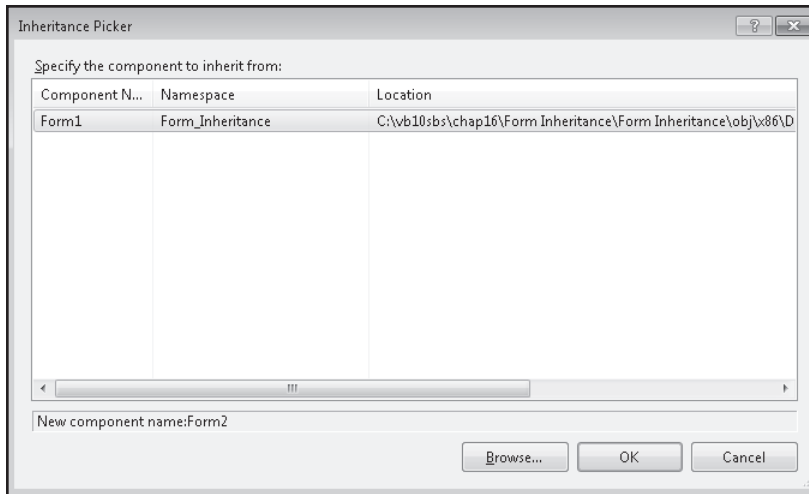 Inheritance Picker
Specify the component to inherit from:
Component N... Namespace Location
Form1 Form_Inheritance C:\vb10sbs\chap16\Form Inheritance\Form Inheritance\obj\x86\D
New component name:Form2
Browse... OK Cancel